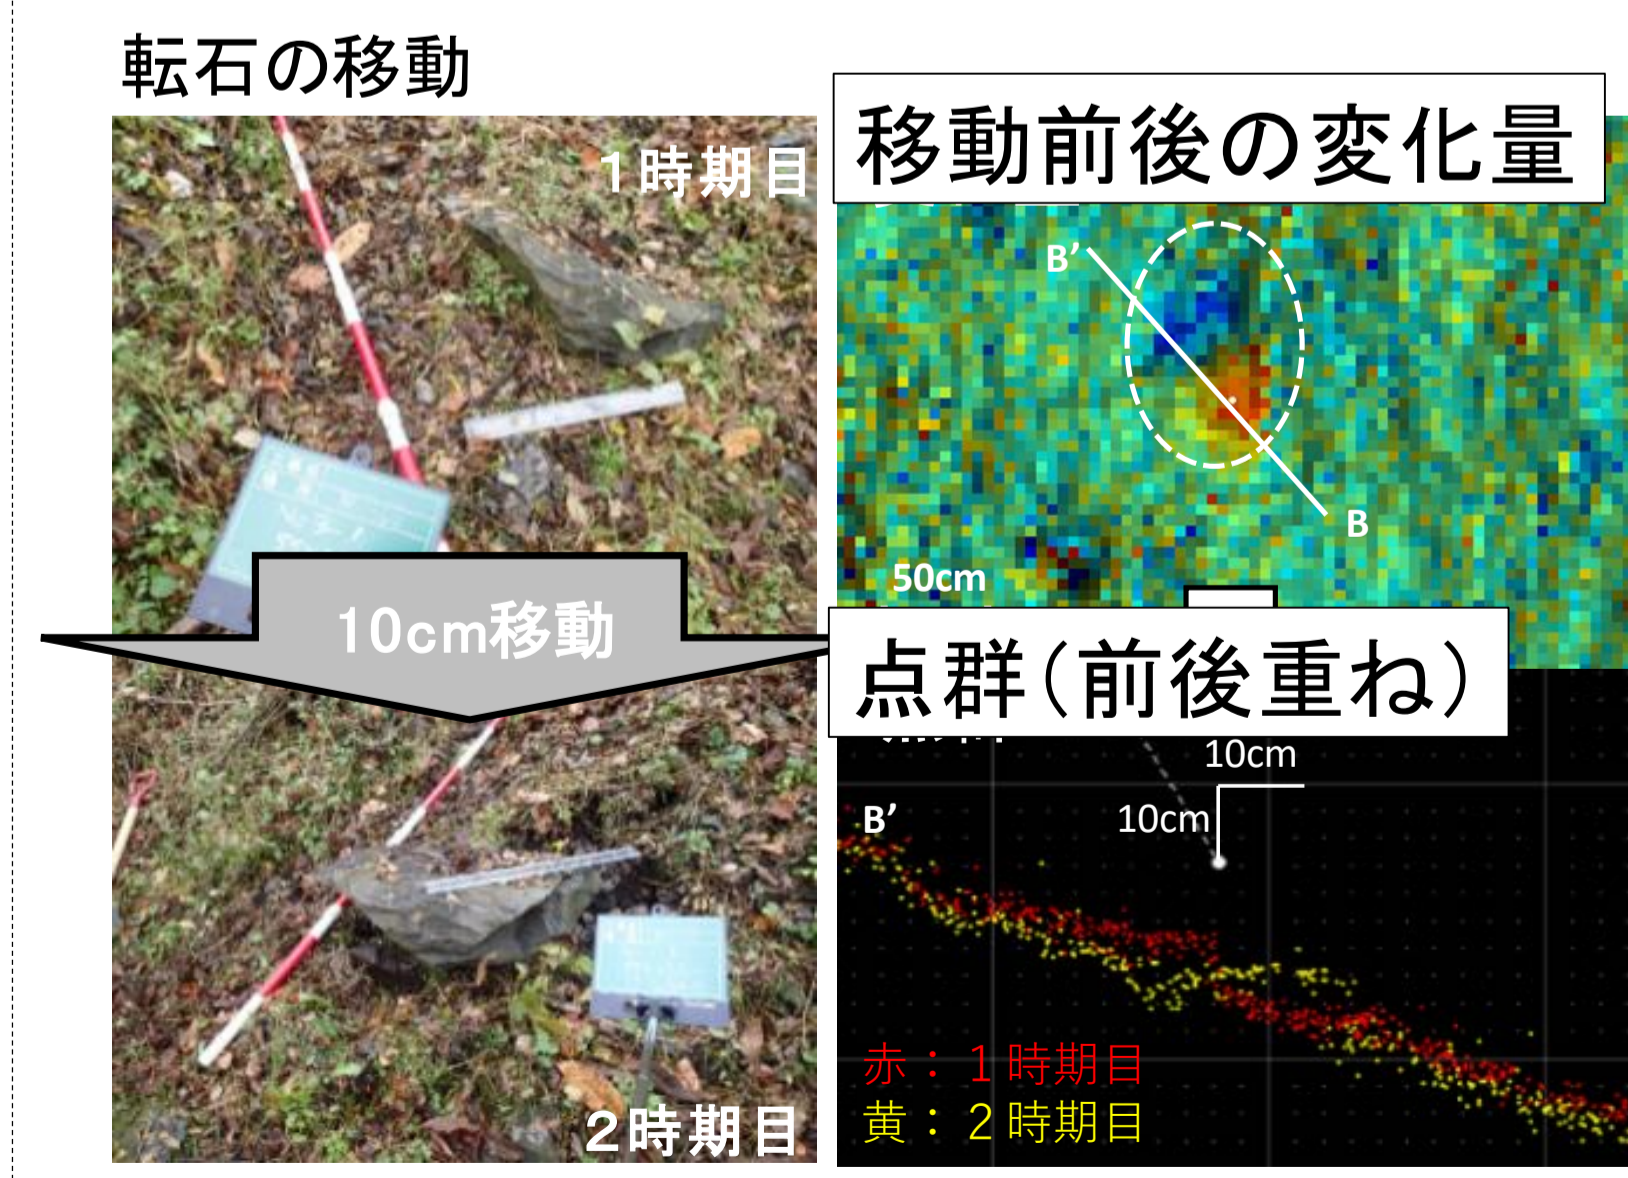 転石の移動
1時期目
10cm移動
2時期目
移動前後の変化量
B’
B
50cm
点群(前後重ね)
10cm
10cm
B’
赤：1時期目
黄：2時期目